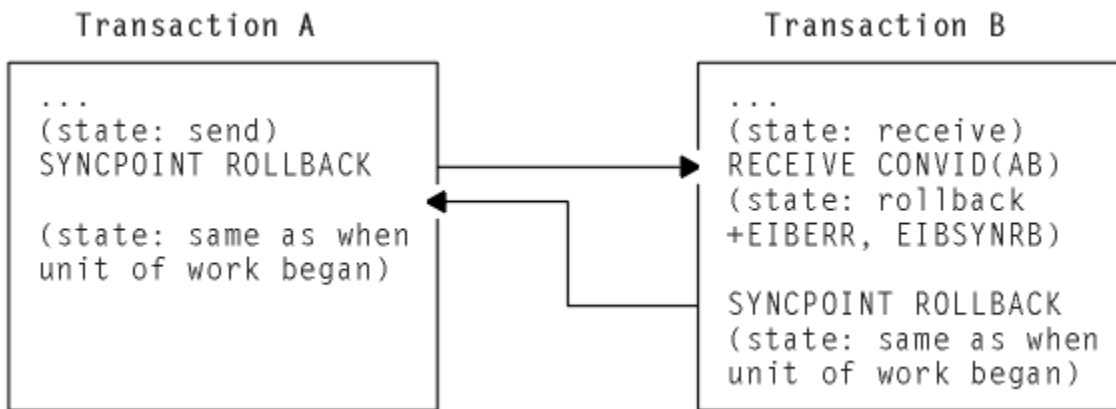 Transaction A
Transaction B
...
(state: send)
SYNCPOINT ROLLBACK
(state: same as when
unit of work began)
...
(state: receive)
RECEIVE CONVID(AB)
(state: rollback
+EIBERR, EIBSYNRB)
SYNCPOINT ROLLBACK
(state: same as when
unit of work began)